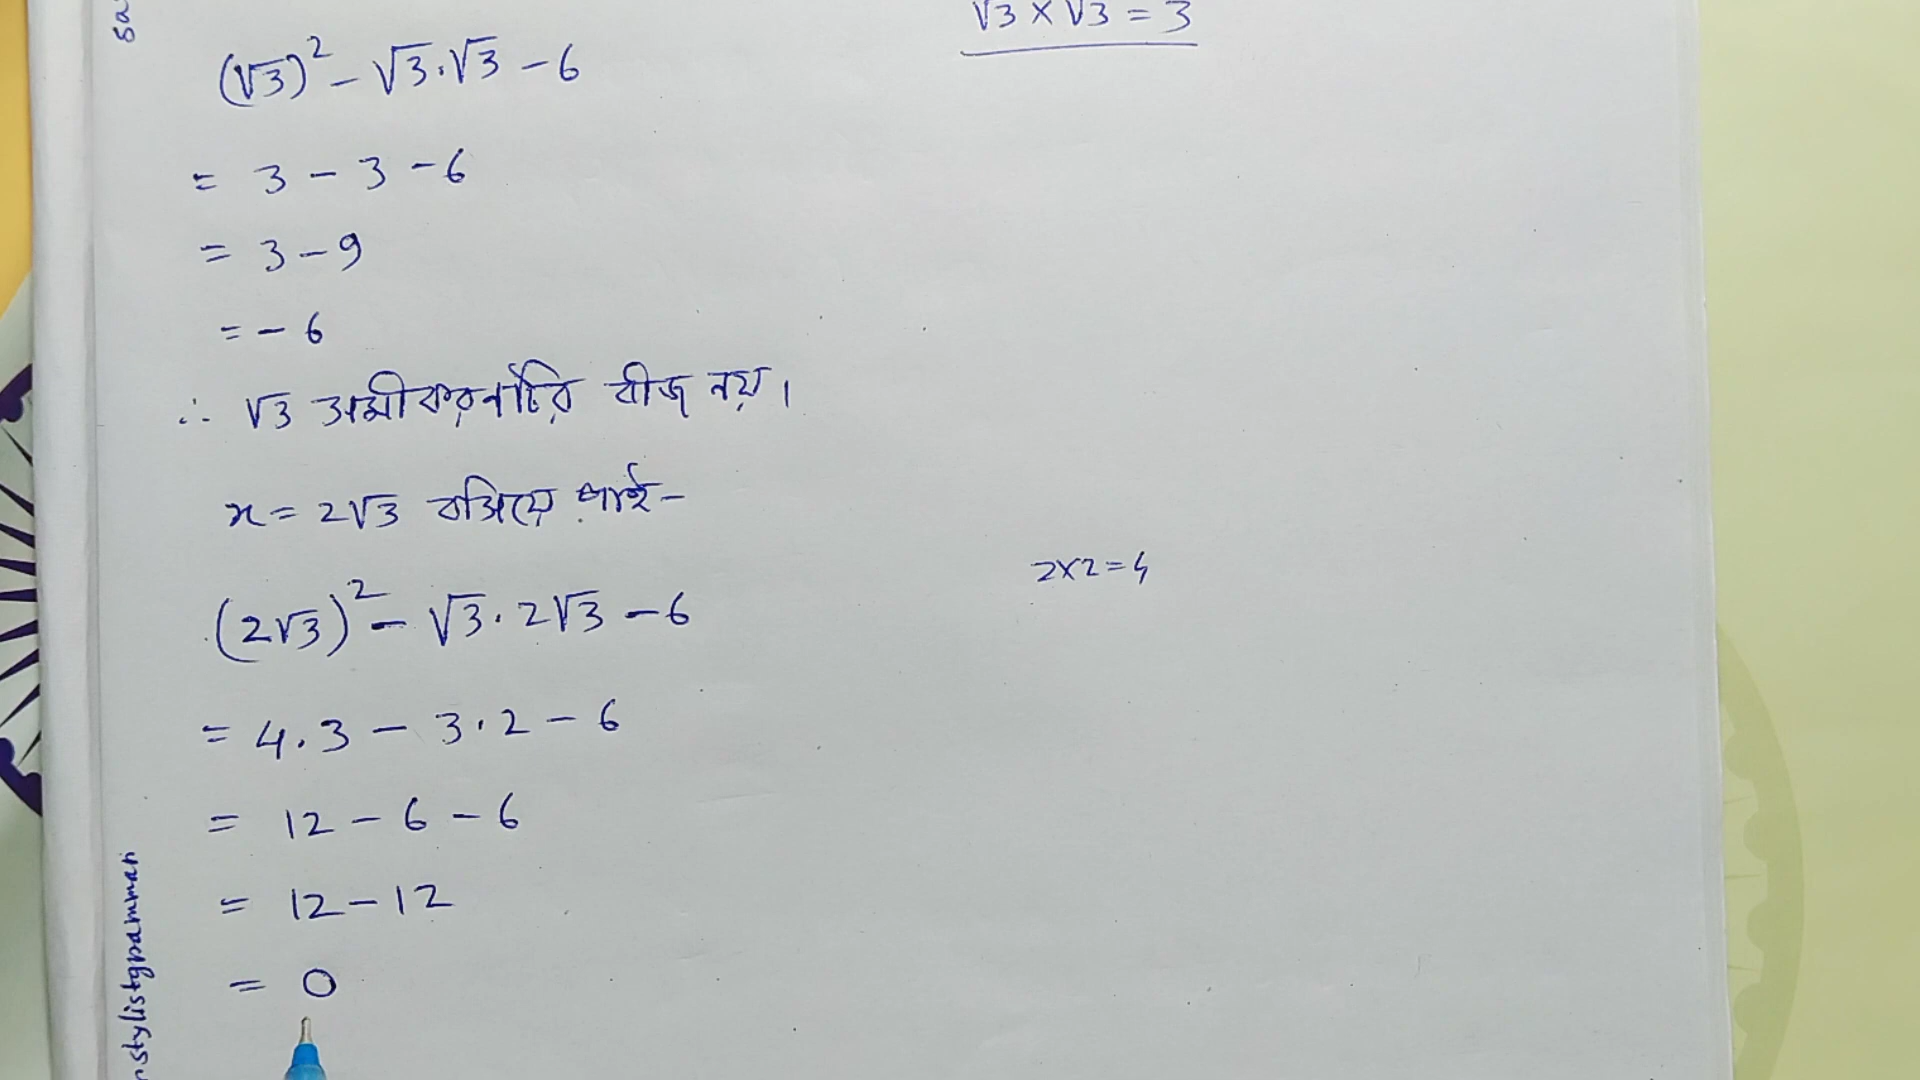 √3 × √3 = 3
(√3)² - √3.√3 - 6
= 3 - 3 - 6
= 3 - 9
= - 6
∴ √3 সমীকরনটির বীজ নয়।
x = 2√3 বসিয়ে পাই-
2×2=4
(2√3)² - √3. 2√3 - 6
= 4.3 - 3.2 - 6
= 12 - 6 - 6
= 12 - 12
= 0